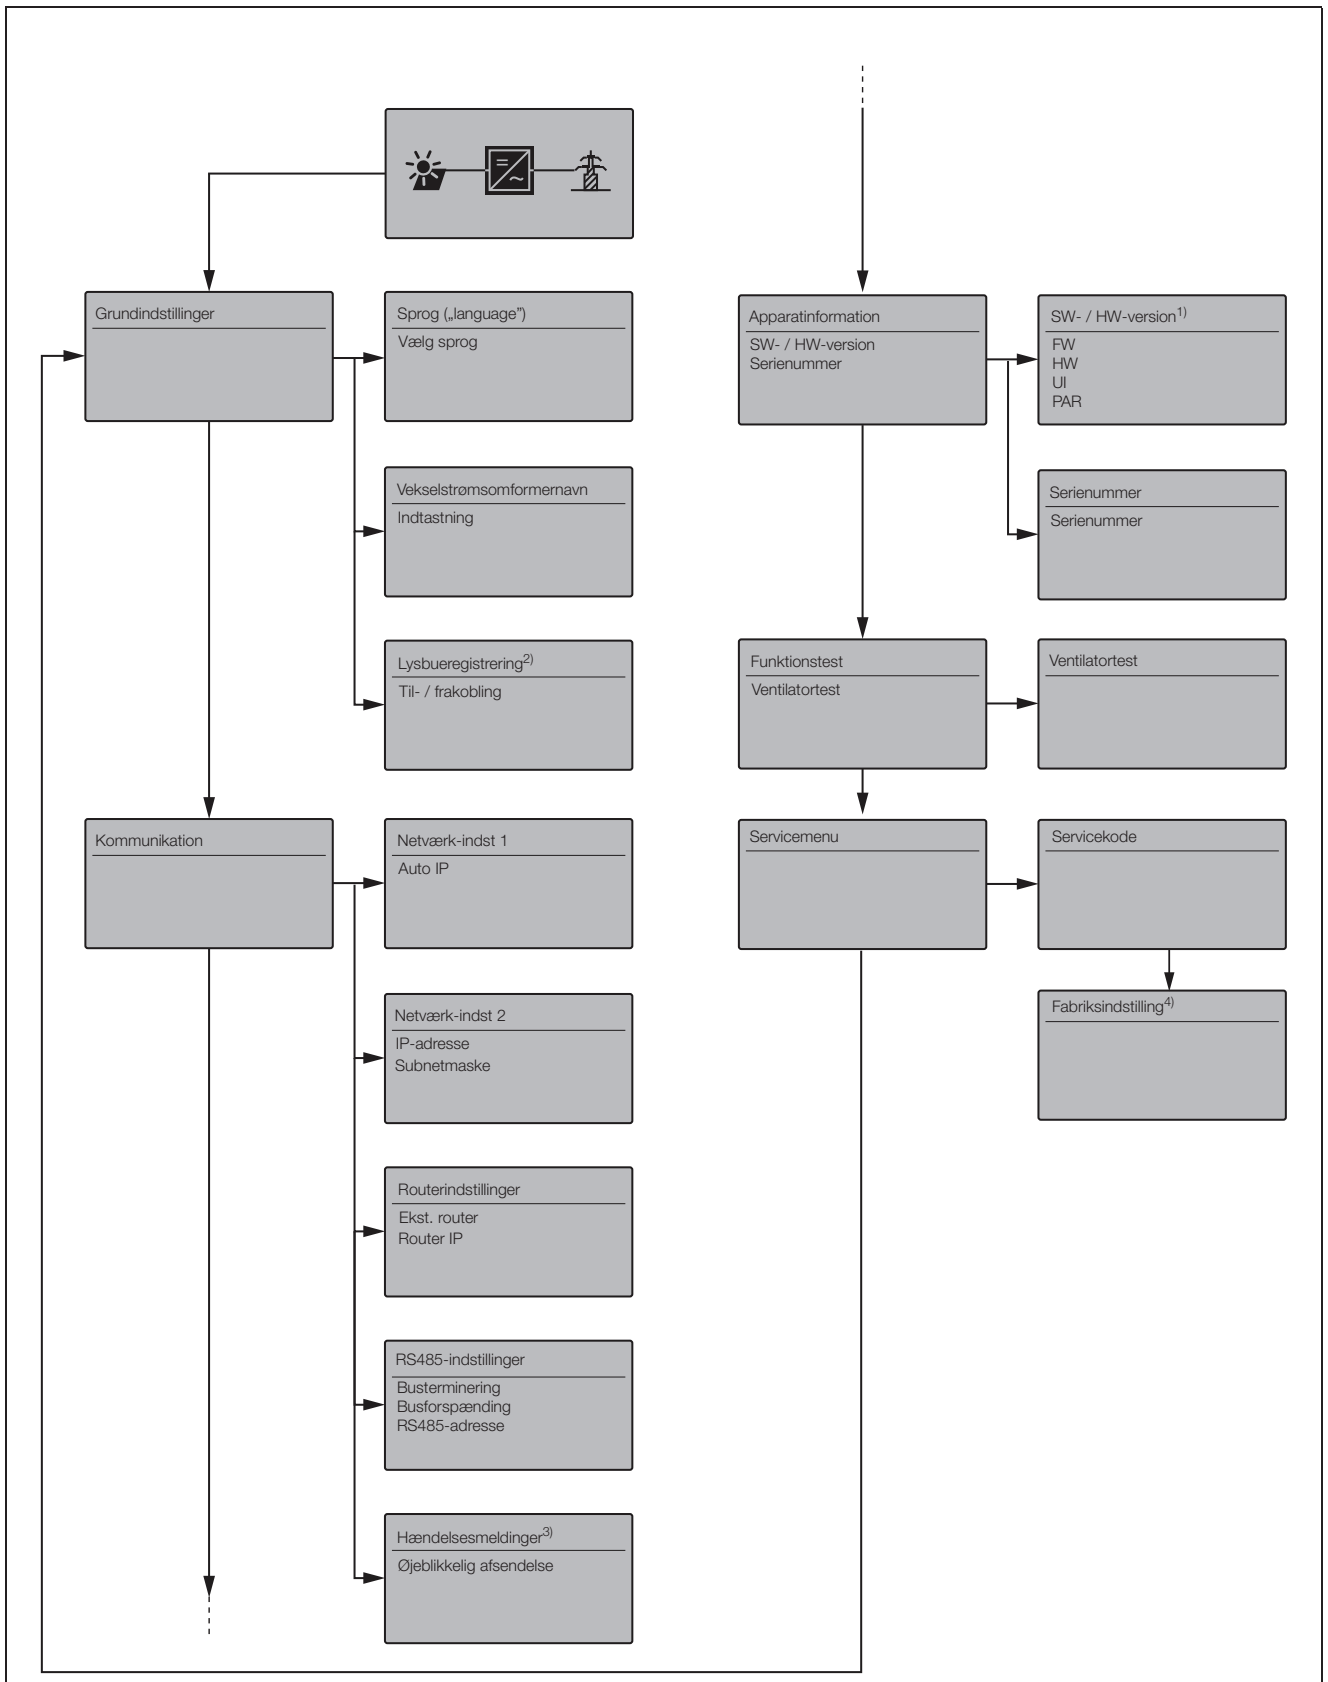 Grundindstillinger
Sprog („language”)
Vælg sprog
Vekselstrømsomformernavn
Indtastning
Lysbueregistrering2)
Til- / frakobling
Kommunikation
Netværk-indst 1
Auto IP
Netværk-indst 2
IP-adresse
Subnetmaske
Routerindstillinger
Ekst. router
Router IP
RS485-indstillinger
Busterminering
Busforspænding
RS485-adresse
Hændelsesmeldinger3)
Øjeblikkelig afsendelse
Apparatinformation
SW- / HW-version
Serienummer
SW- / HW-version1)
FW
HW
UI
PAR
Serienummer
Serienummer
Funktionstest
Ventilatortest
Ventilatortest
Servicemenu
Servicekode
Fabriksindstilling4)